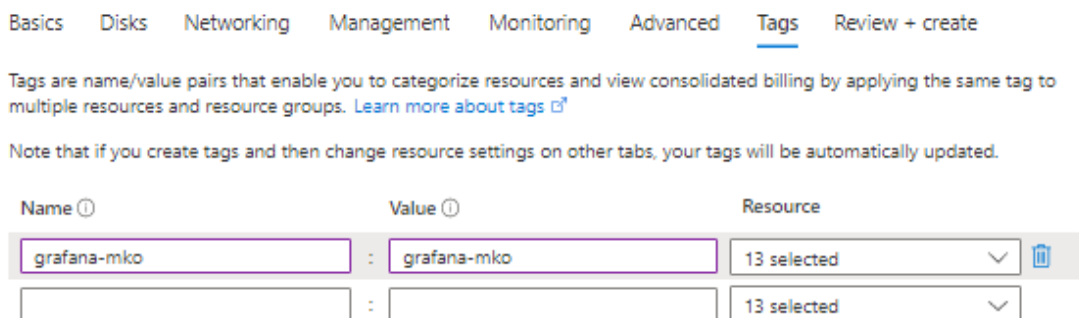 Basics Disks Networking Management Monitoring Advanced Tags Review + create
Tags are name/value pairs that enable you to categorize resources and view consolidated billing by applying the same tag to
multiple resources and resource groups. Learn more about tags
Note that if you create tags and then change resource settings on other tabs, your tags will be automatically updated.
Name Value Resource
grafana-mko : grafana-mko 13 selected
: 13 selected